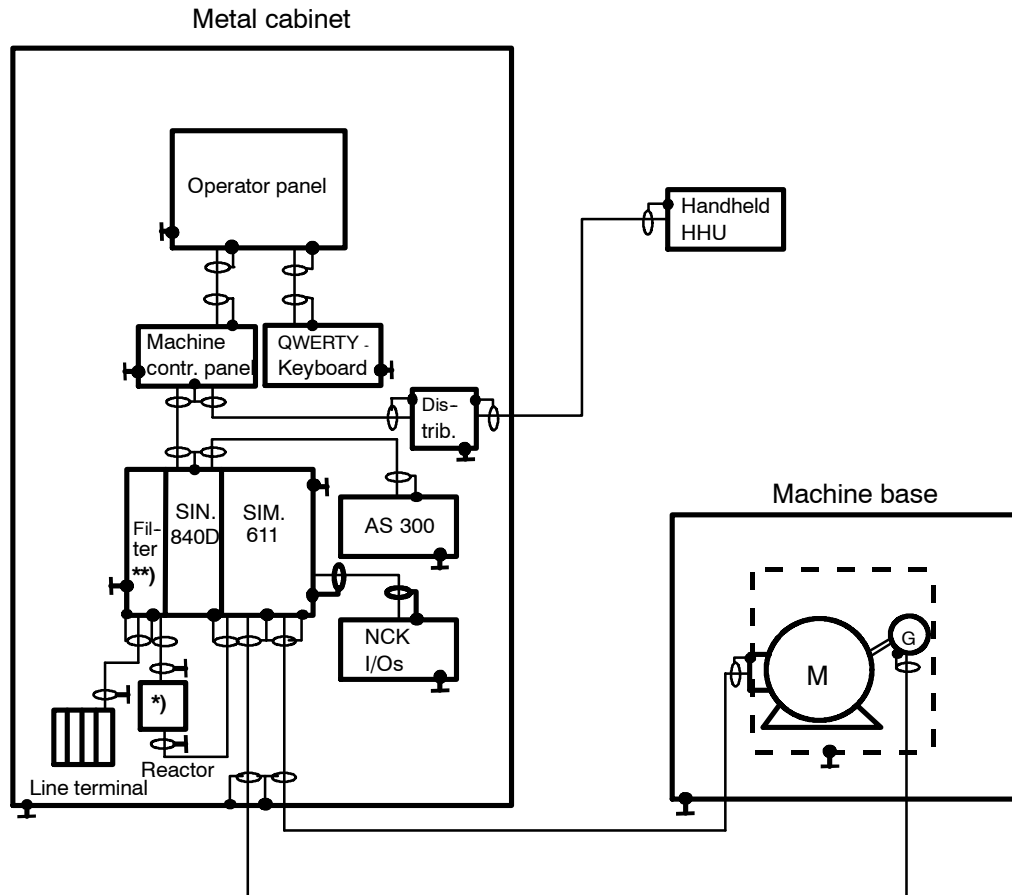 Metal cabinet
Operator panel
Handheld
HHU
Machine
contr. panel
QWERTY -
Keyboard
Dis-
trib.
Fil-
ter
**)
SIN.
840D
SIM.
611
AS 300
NCK
I/Os
*)
Reactor
Line terminal
Machine base
M
G